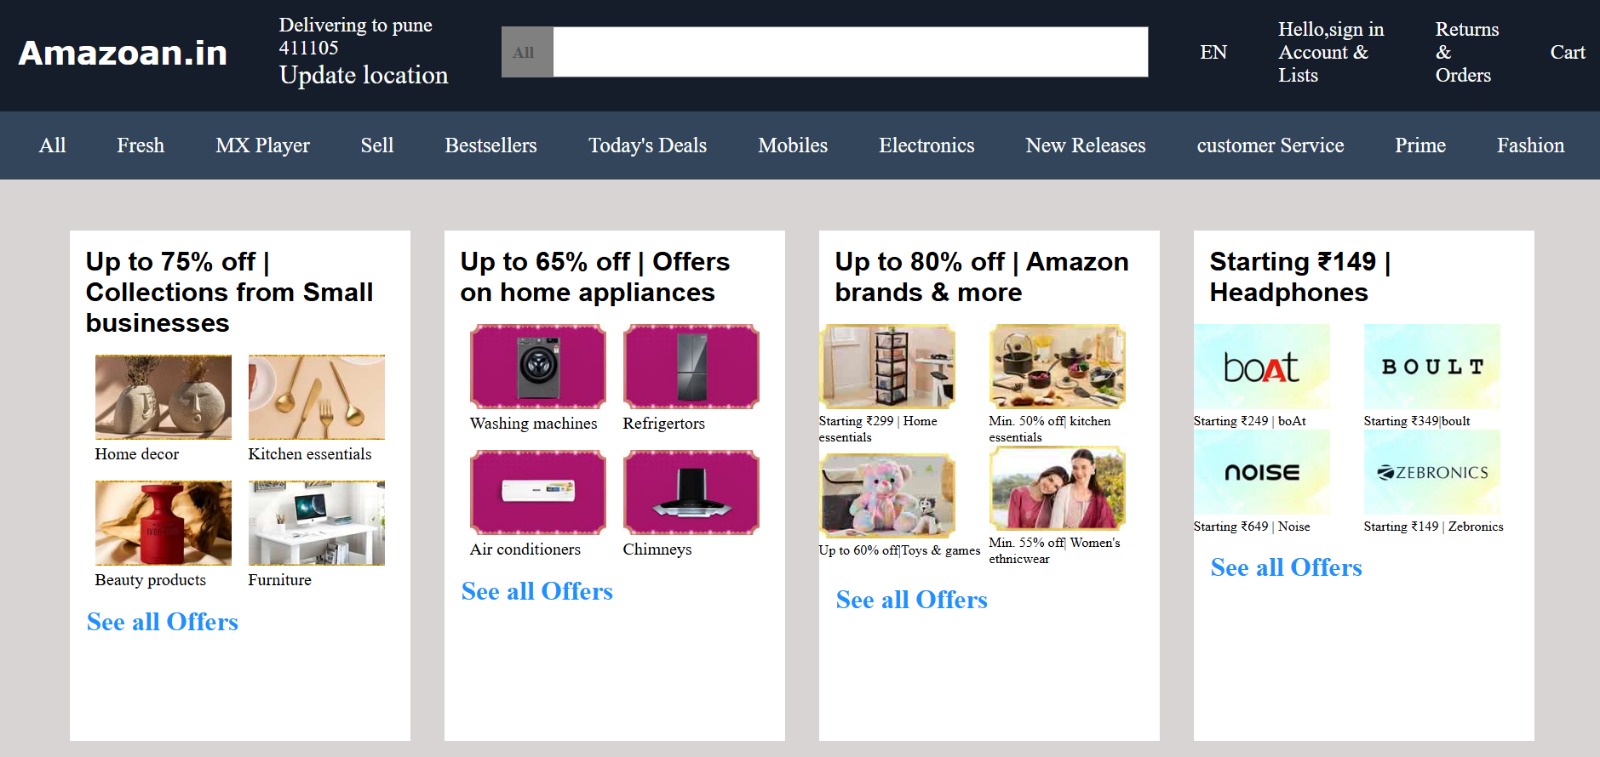 Amazoan.in
Delivering to pune
411105
Update location
All
EN
Hello,sign in
Account &
Lists
Returns
&
Orders
Cart
All Fresh MX Player Sell Bestsellers Today's Deals Mobiles Electronics New Releases customer Service Prime Fashion
Up to 75% off |
Collections from Small
businesses
Home decor Kitchen essentials
Beauty products Furniture
See all Offers
Up to 65% off | Offers
on home appliances
Washing machines Refrigertors
Air conditioners Chimneys
See all Offers
Up to 80% off | Amazon
brands & more
Starting ₹299 | Home
essentials
Min. 50% off| kitchen
essentials
Up to 60% off|Toys & games
Min. 55% off| Women's
ethnicwear
See all Offers
Starting ₹149 |
Headphones
boAt BOULT
Starting ₹249 | boAt Starting ₹349|boult
noise ZEBRONICS
Starting ₹649 | Noise Starting ₹149 | Zebronics
See all Offers